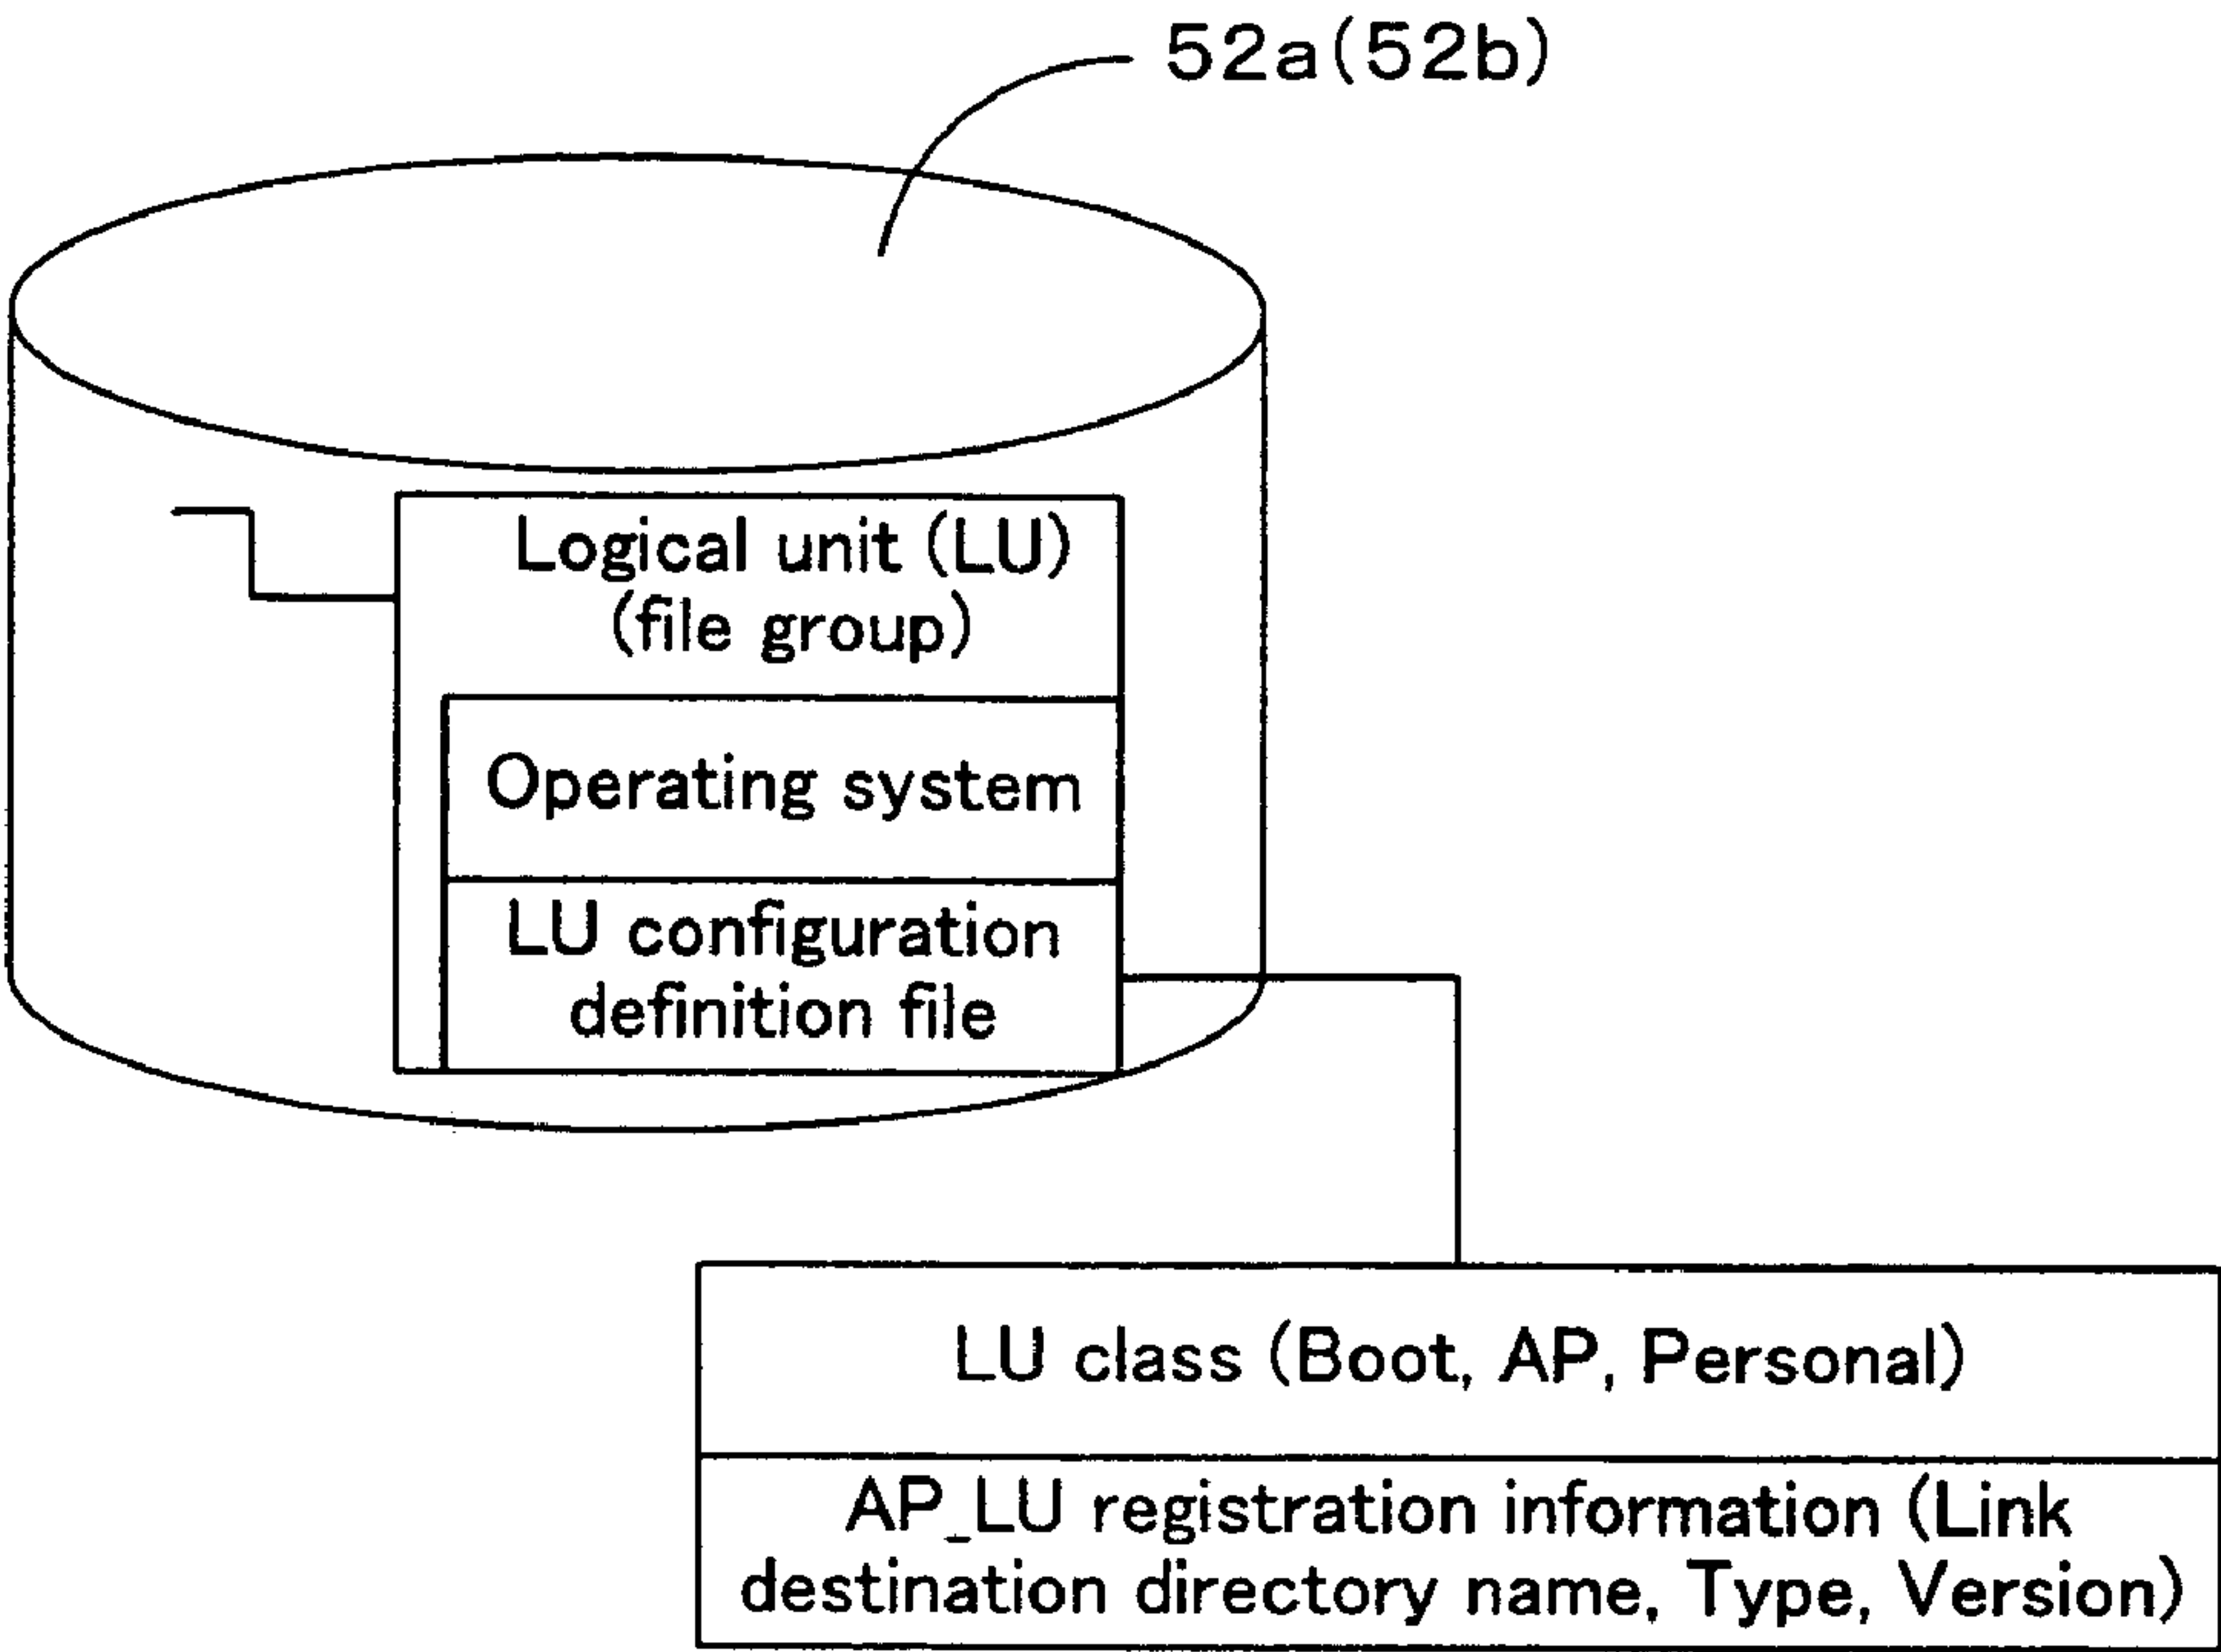 52a(52b)
Logical unit (LU)
(file group)
Operating system
LU configuration
definition file
LU class (Boot, AP, Personal)
AP_LU registration information (Link
destination directory name, Type, Version)